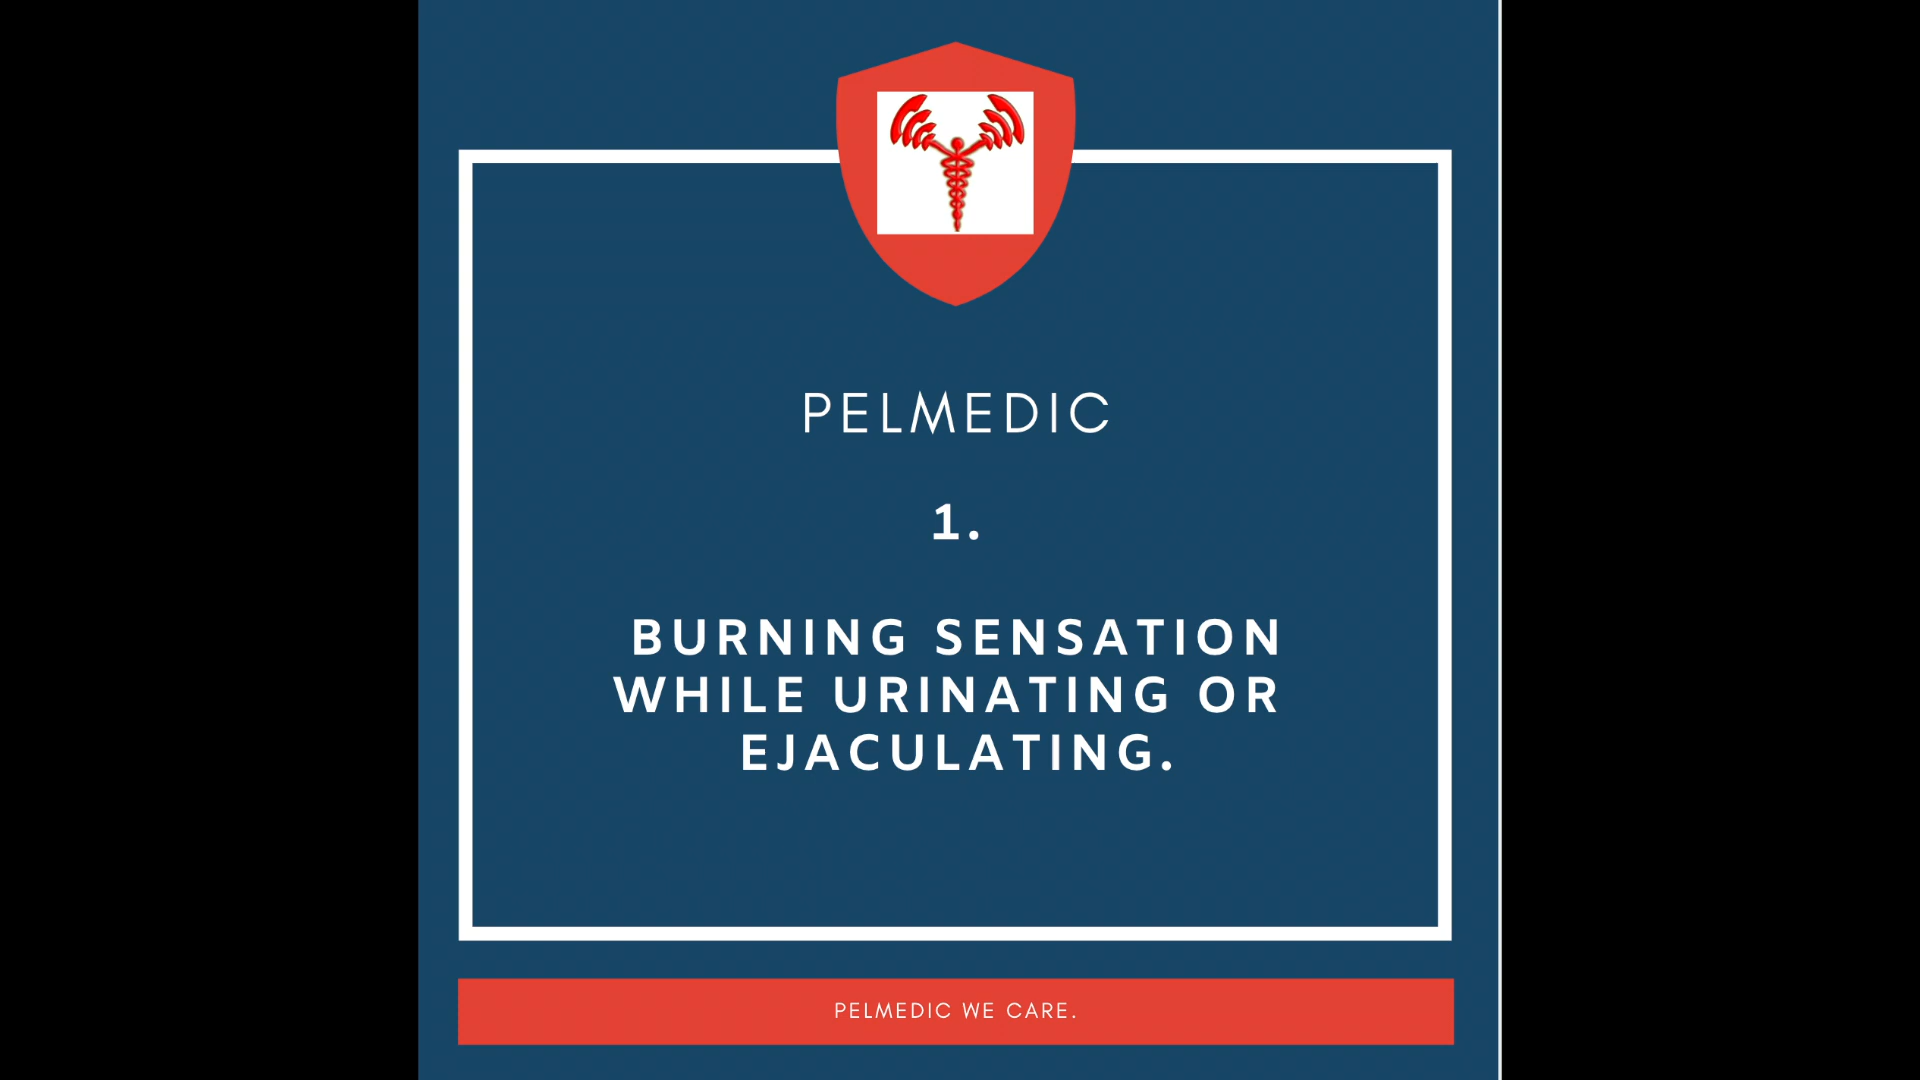 PELMEDIC
1.
BURNING SENSATION
WHILE URINATING OR
EJACULATING.
PELMEDIC WE CARE.